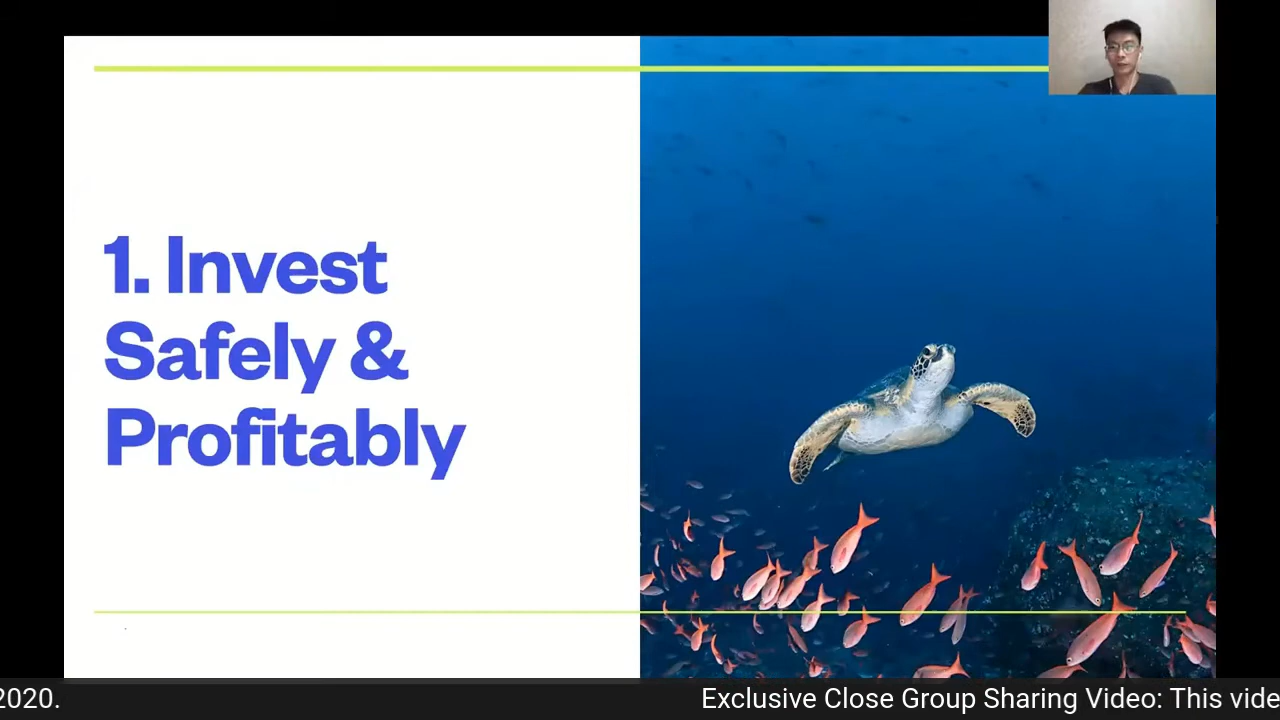 1. Invest
Safely &
Profitably
2020.
Exclusive Close Group Sharing Video: This vide